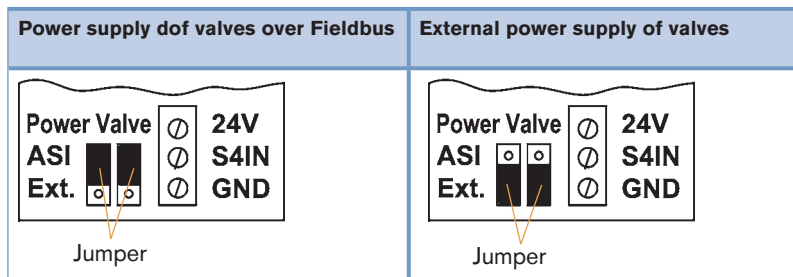 Power supply dof valves over Fieldbus
External power supply of valves
Power Valve 24V
ASI S4IN
Ext. GND
Jumper
Power Valve 24V
ASI S4IN
Ext. GND
Jumper